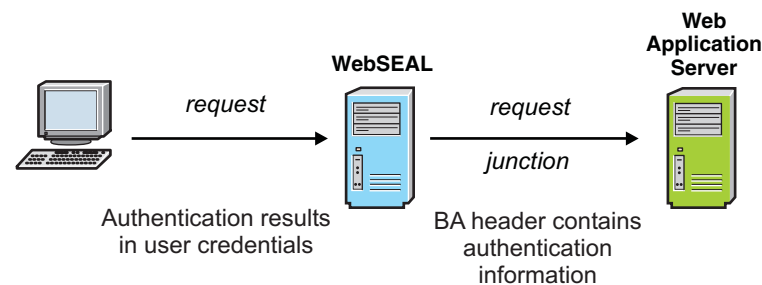 Web
Application
Server
WebSEAL
request
request
junction
Authentication results
in user credentials
BA header contains
authentication
information